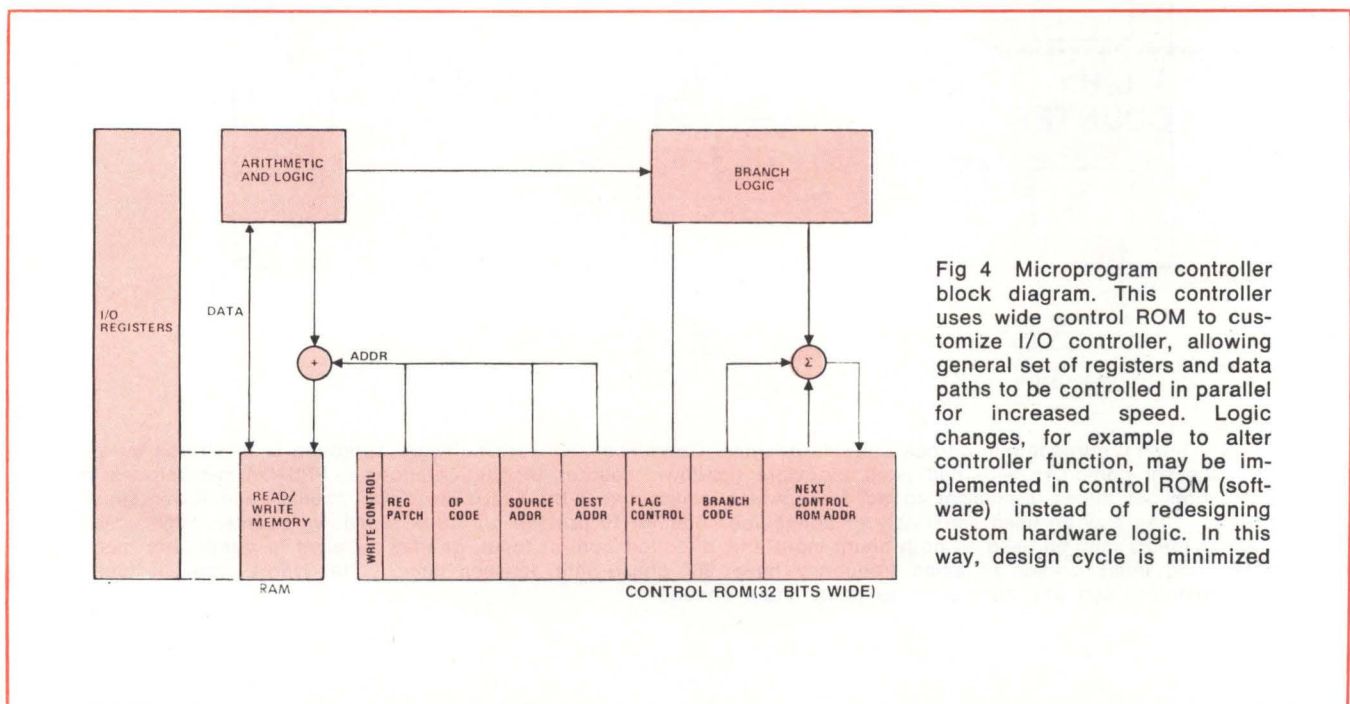 ARITHMETIC
AND LOGIC
BRANCH
LOGIC
I/O
REGISTERS
DATA
ADDR
+
Σ
READ/
WRITE
MEMORY
RAM
WRITE CONTROL
REG
PATCH
OP
CODE
SOURCE
ADDR
DEST
ADDR
FLAG
CONTROL
BRANCH
CODE
NEXT
CONTROL
ROM ADDR
CONTROL ROM(32 BITS WIDE)
Fig 4 Microprogram controller
block diagram. This controller
uses wide control ROM to cus-
tomize I/O controller, allowing
general set of registers and data
paths to be controlled in parallel
for increased speed. Logic
changes, for example to alter
controller function, may be im-
plemented in control ROM (soft-
ware) instead of redesigning
custom hardware logic. In this
way, design cycle is minimized